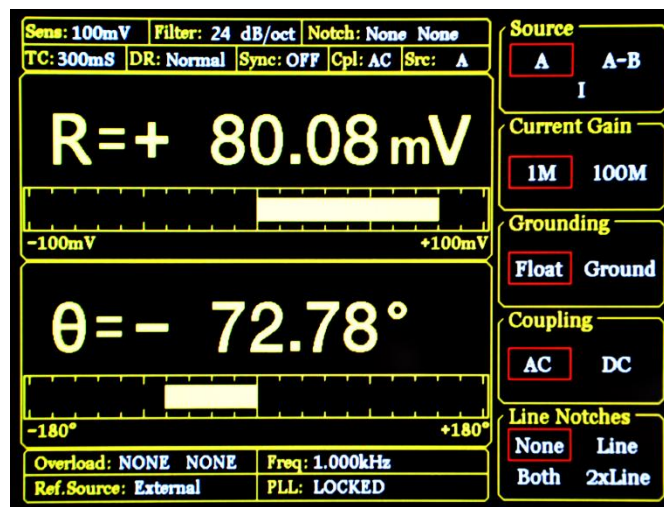 Sens: 100mV Filter: 24 dB/oct Notch: None None
TC: 300mS DR: Normal Sync: OFF Cpl: AC Src: A
R=+ 80.08 mV
-100mV +100mV
θ=- 72.78°
-180° +180°
Overload: NONE NONE Freq: 1.000kHz
Ref.Source: External PLL: LOCKED
Source
A A-B
I
Current Gain
1M 100M
Grounding
Float Ground
Coupling
AC DC
Line Notches
None Line
Both 2xLine